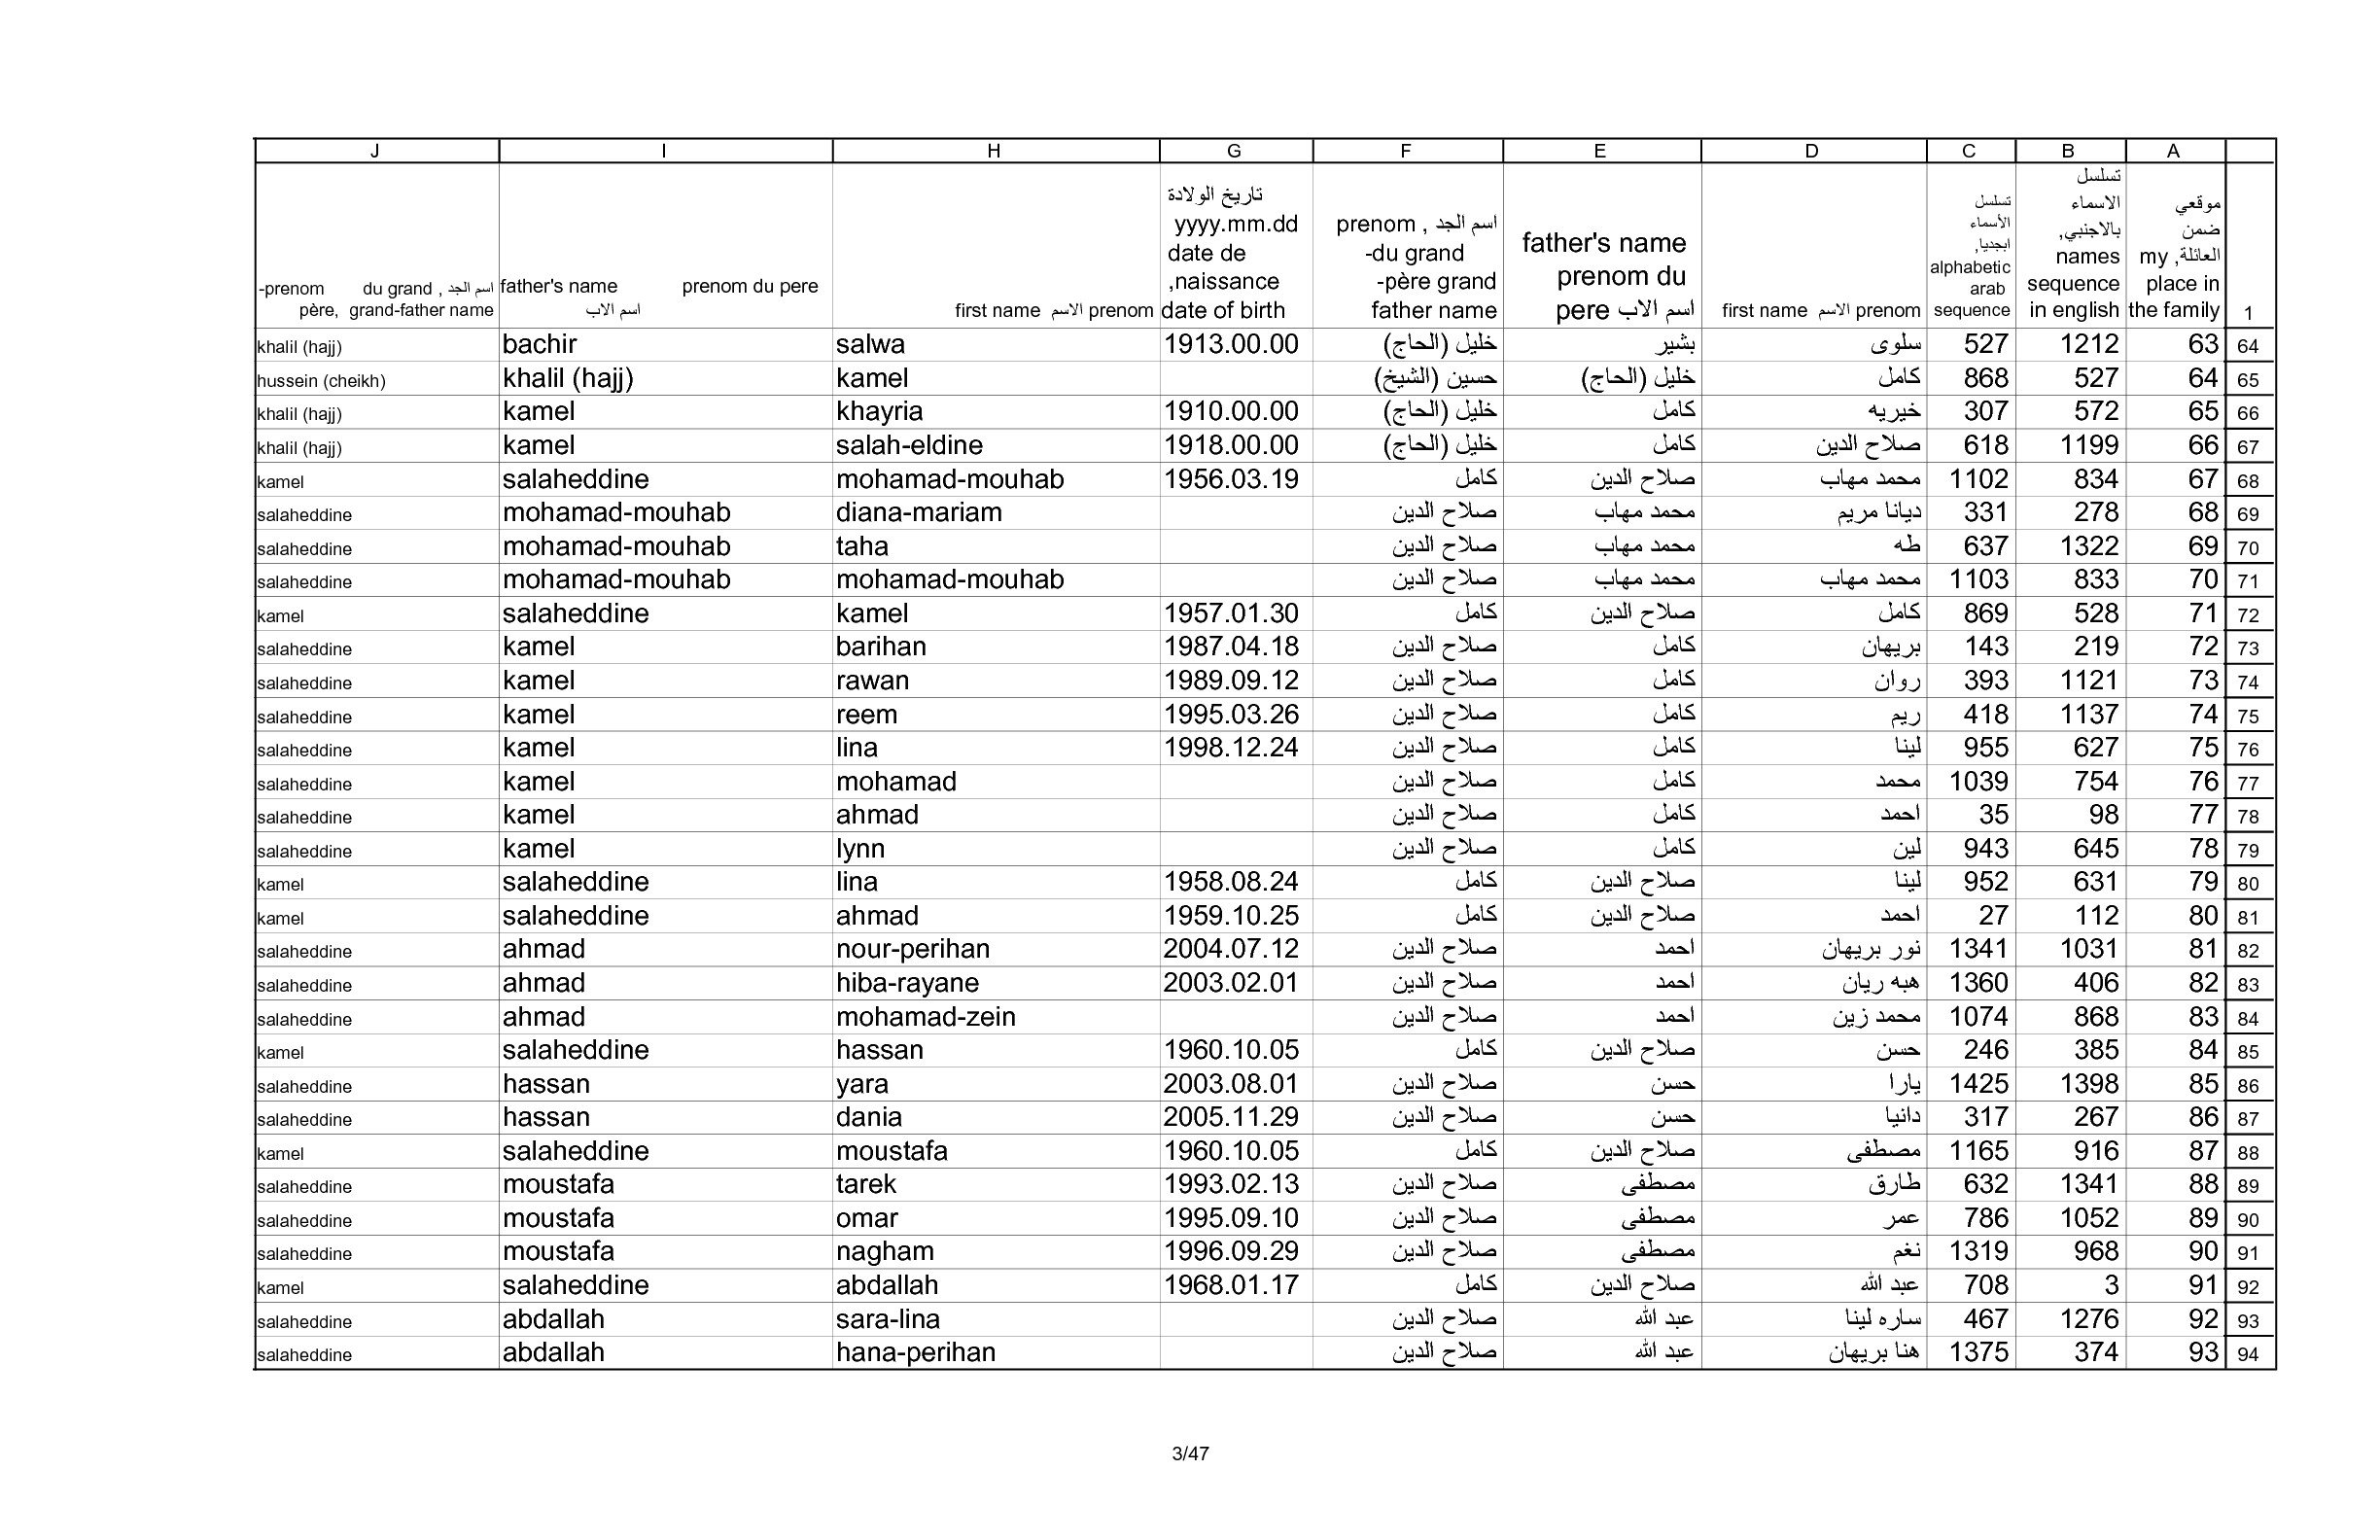 J I H G F E D C B A
-prenom du grand , اسم الجد père, grand-father name
father's name prenom du pere اسم الاب
first name الاسم prenom
تاريخ الولادة yyyy.mm.dd date de ,naissance date of birth
prenom , اسم الجد -du grand -père grand father name
father's name prenom du pere اسم الاب
first name الاسم prenom
تسلسل الأسماء ابجديا, alphabetic arab sequence
تسلسل الاسماء بالاجنبي, names sequence in english
موقعي ضمن العائلة, my place in the family
1
khalil (hajj) bachir salwa 1913.00.00 خليل (الحاج) بشير سلوى 527 1212 63 64
hussein (cheikh) khalil (hajj) kamel حسين (الشيخ) خليل (الحاج) كامل 868 527 64 65
khalil (hajj) kamel khayria 1910.00.00 خليل (الحاج) كامل خيريه 307 572 65 66
khalil (hajj) kamel salah-eldine 1918.00.00 خليل (الحاج) كامل صلاح الدين 618 1199 66 67
kamel salaheddine mohamad-mouhab 1956.03.19 كامل صلاح الدين محمد مهاب 1102 834 67 68
salaheddine mohamad-mouhab diana-mariam صلاح الدين محمد مهاب ديانا مريم 331 278 68 69
salaheddine mohamad-mouhab taha صلاح الدين محمد مهاب طه 637 1322 69 70
salaheddine mohamad-mouhab mohamad-mouhab صلاح الدين محمد مهاب محمد مهاب 1103 833 70 71
kamel salaheddine kamel 1957.01.30 كامل صلاح الدين كامل 869 528 71 72
salaheddine kamel barihan 1987.04.18 صلاح الدين كامل بريهان 143 219 72 73
salaheddine kamel rawan 1989.09.12 صلاح الدين كامل روان 393 1121 73 74
salaheddine kamel reem 1995.03.26 صلاح الدين كامل ريم 418 1137 74 75
salaheddine kamel lina 1998.12.24 صلاح الدين كامل لينا 955 627 75 76
salaheddine kamel mohamad صلاح الدين كامل محمد 1039 754 76 77
salaheddine kamel ahmad صلاح الدين كامل احمد 35 98 77 78
salaheddine kamel lynn صلاح الدين كامل لين 943 645 78 79
kamel salaheddine lina 1958.08.24 كامل صلاح الدين لينا 952 631 79 80
kamel salaheddine ahmad 1959.10.25 كامل صلاح الدين احمد 27 112 80 81
salaheddine ahmad nour-perihan 2004.07.12 صلاح الدين احمد نور بريهان 1341 1031 81 82
salaheddine ahmad hiba-rayane 2003.02.01 صلاح الدين احمد هبه ريان 1360 406 82 83
salaheddine ahmad mohamad-zein صلاح الدين احمد محمد زين 1074 868 83 84
kamel salaheddine hassan 1960.10.05 كامل صلاح الدين حسن 246 385 84 85
salaheddine hassan yara 2003.08.01 صلاح الدين حسن يارا 1425 1398 85 86
salaheddine hassan dania 2005.11.29 صلاح الدين حسن دانيا 317 267 86 87
kamel salaheddine moustafa 1960.10.05 كامل صلاح الدين مصطفى 1165 916 87 88
salaheddine moustafa tarek 1993.02.13 صلاح الدين مصطفى طارق 632 1341 88 89
salaheddine moustafa omar 1995.09.10 صلاح الدين مصطفى عمر 786 1052 89 90
salaheddine moustafa nagham 1996.09.29 صلاح الدين مصطفى نغم 1319 968 90 91
kamel salaheddine abdallah 1968.01.17 كامل صلاح الدين عبد الله 708 3 91 92
salaheddine abdallah sara-lina صلاح الدين عبد الله ساره لينا 467 1276 92 93
salaheddine abdallah hana-perihan صلاح الدين عبد الله هنا بريهان 1375 374 93 94
3/47